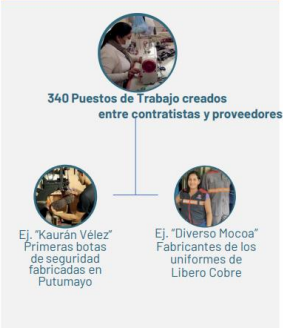 340 Puestos de Trabajo creados
entre contratistas y proveedores
Ej. “Kaurán Vélez”
Primeras botas
de seguridad
fabricadas en
Putumayo
Ej. “Diverso Mocoa”
Fabricantes de los
uniformes de
Libero Cobre